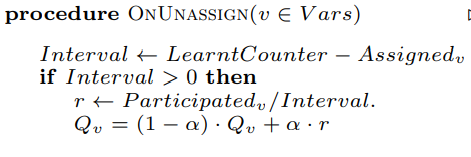 procedure OnUnassign(v ∈ Vars)
Interval ← LearntCounter − Assigned_v
if Interval > 0 then
r ← Participated_v/Interval.
Q_v = (1 − α) · Q_v + α · r